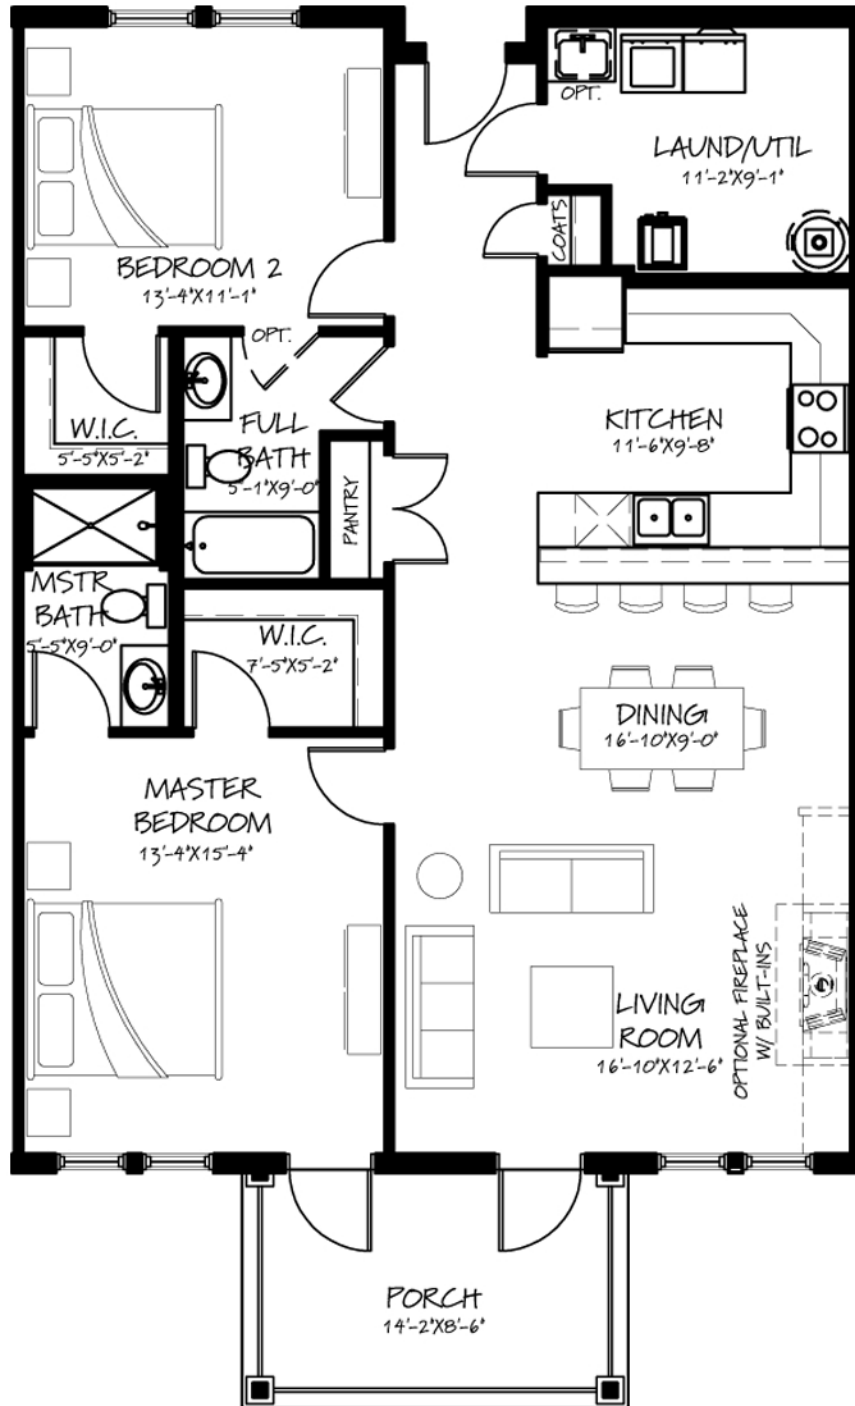 OPT.
LAUND/UTIL
11'-2"X9'-1"
COATS
BEDROOM 2
13'-4"X11'-1"
OPT.
W.I.C.
5'-5"X5'-2"
FULL
BATH
5'-1"X9'-0"
PANTRY
KITCHEN
11'-6"X9'-8"
MSTR
BATH
5'-5"X9'-0"
W.I.C.
7'-5"X5'-2"
DINING
16'-10"X9'-0"
MASTER
BEDROOM
13'-4"X15'-4"
OPTIONAL FIREPLACE
W/ BUILT-INS
LIVING
ROOM
16'-10"X12'-6"
PORCH
14'-2"X8'-6"